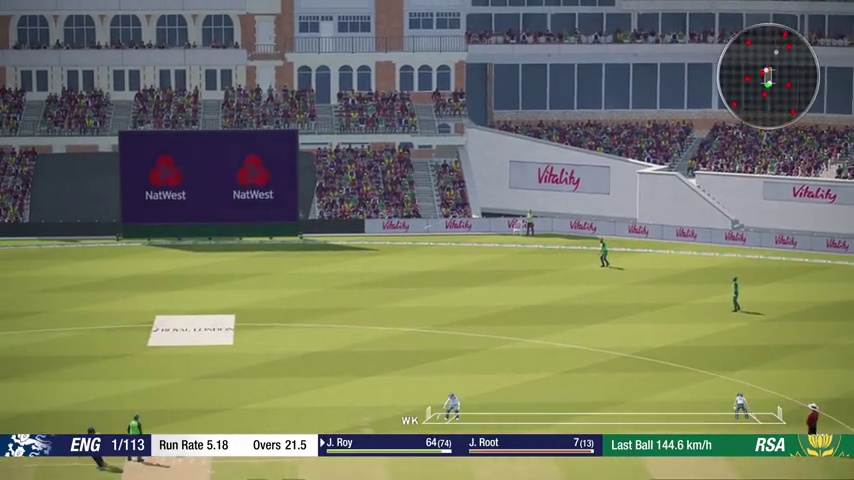 NatWest NatWest
Vitality
Vitality
Vitality Vitality Vitality Vitality Vitality Vitality Vitality Vitality
ROYAL LONDON
WK
ENG 1/113 Run Rate 5.18 Overs 21.5 J. Roy 64(74) J. Root 7(13) Last Ball 144.6 km/h RSA